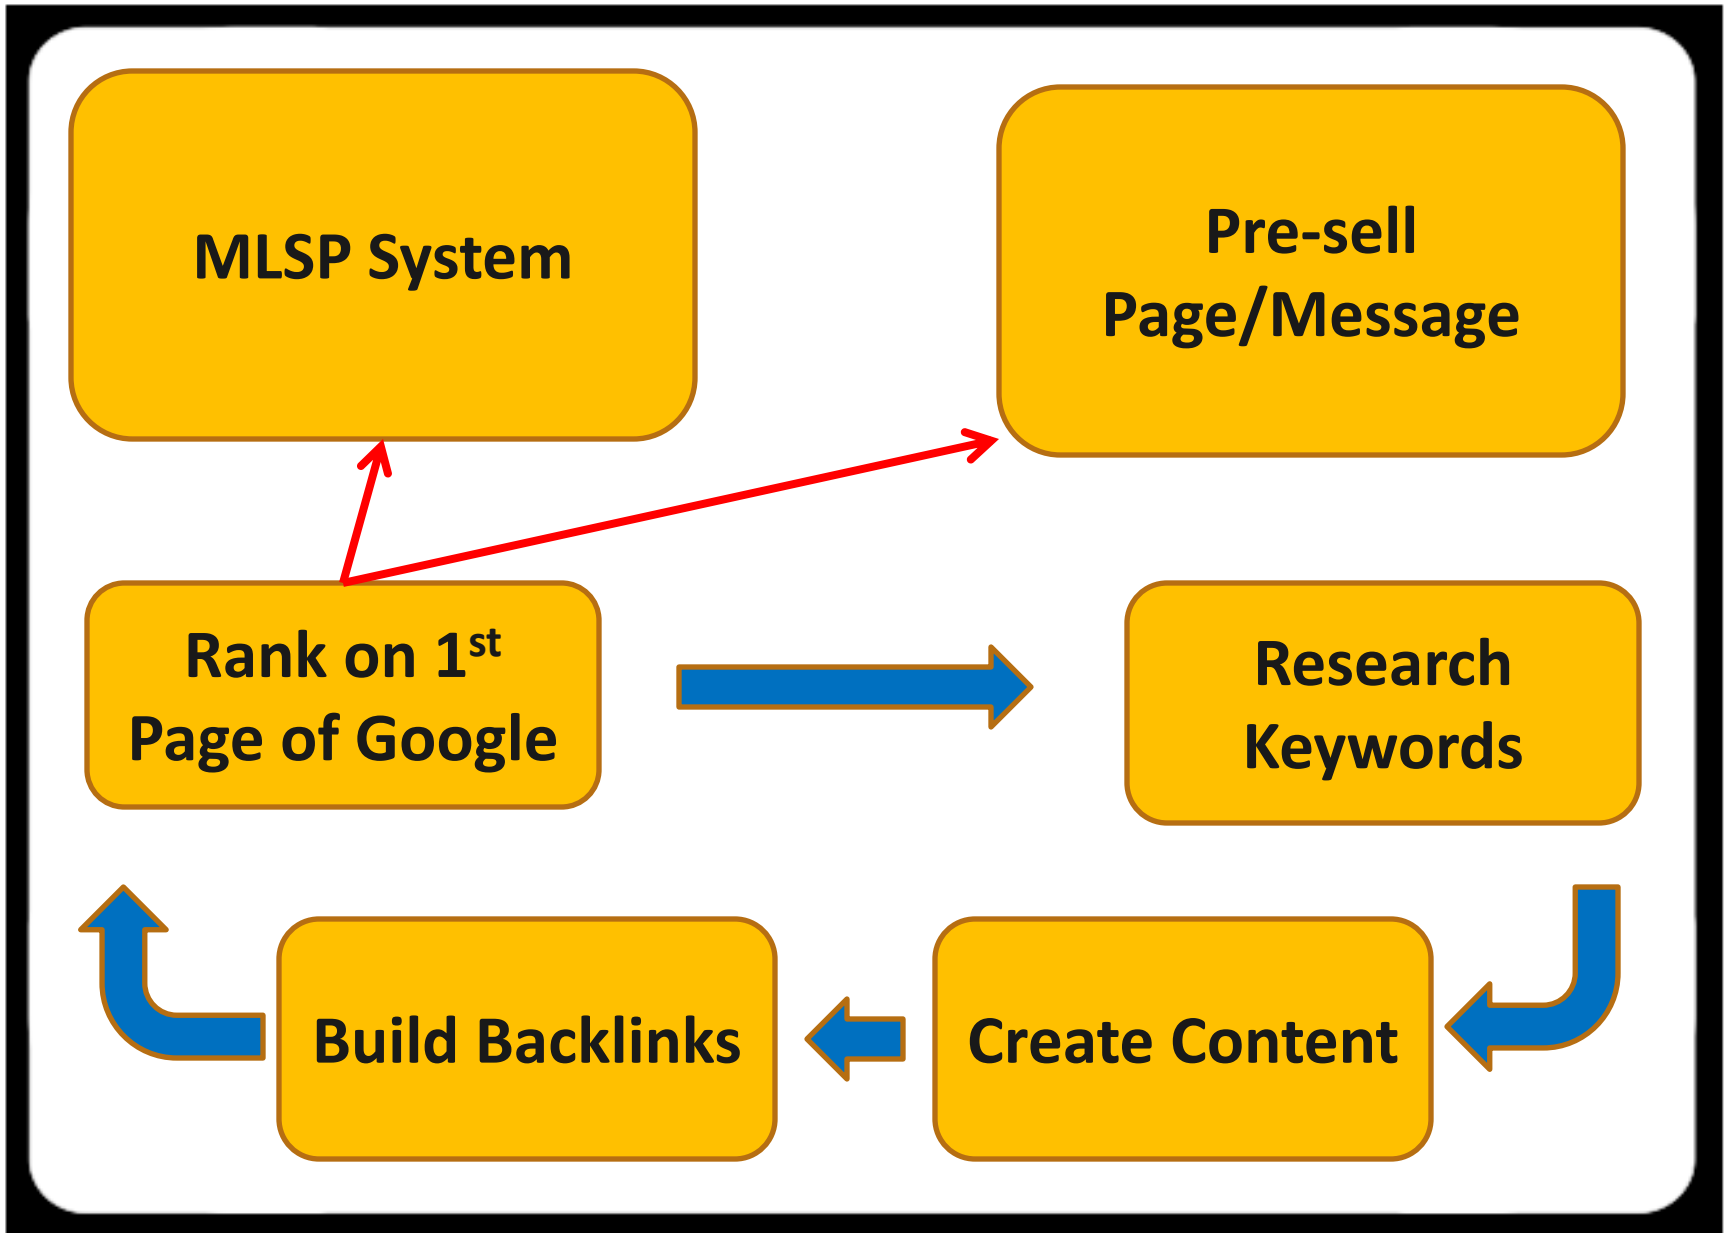 MLSP System
Pre-sell
Page/Message
Rank on 1st
Page of Google
Research
Keywords
Build Backlinks
Create Content